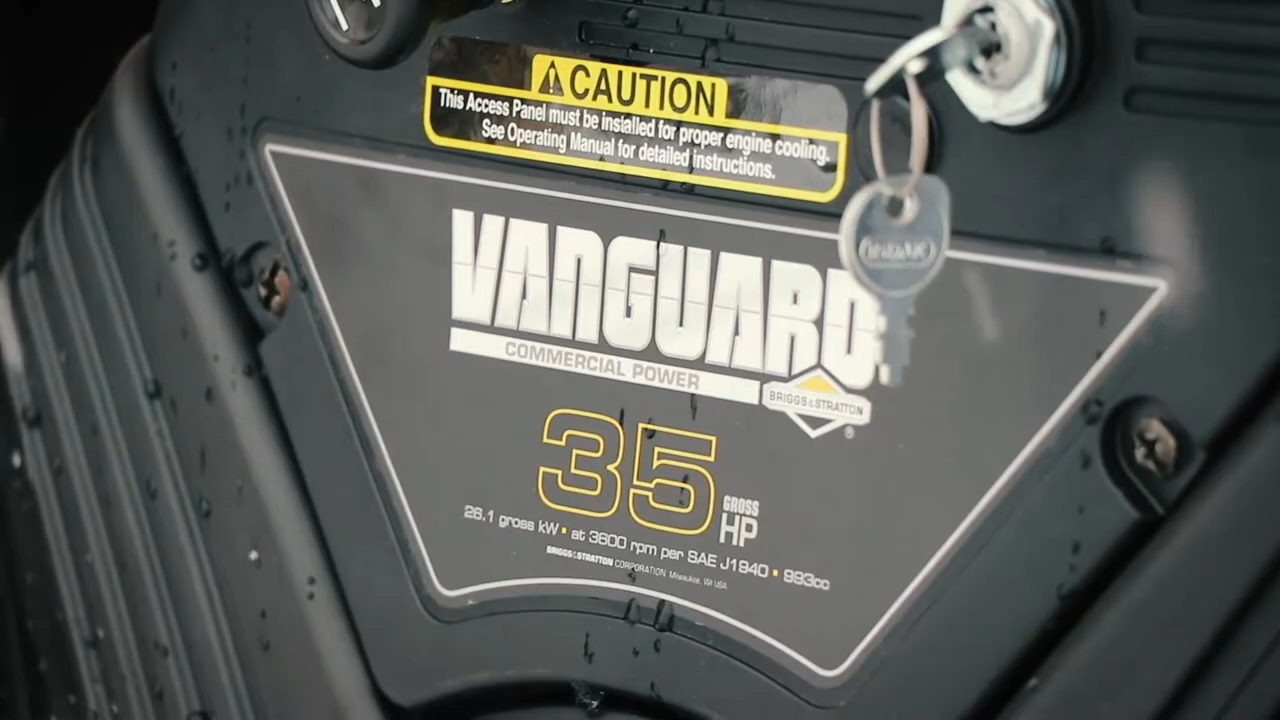 CAUTION
This Access Panel must be installed for proper engine cooling.
See Operating Manual for detailed instructions.
VANGUARD
COMMERCIAL POWER
BRIGGS&STRATTON
®
35
GROSS
HP
26.1 gross kW • at 3600 rpm per SAE J1940 • 993cc
BRIGGS&STRATTON CORPORATION Milwaukee, WI USA